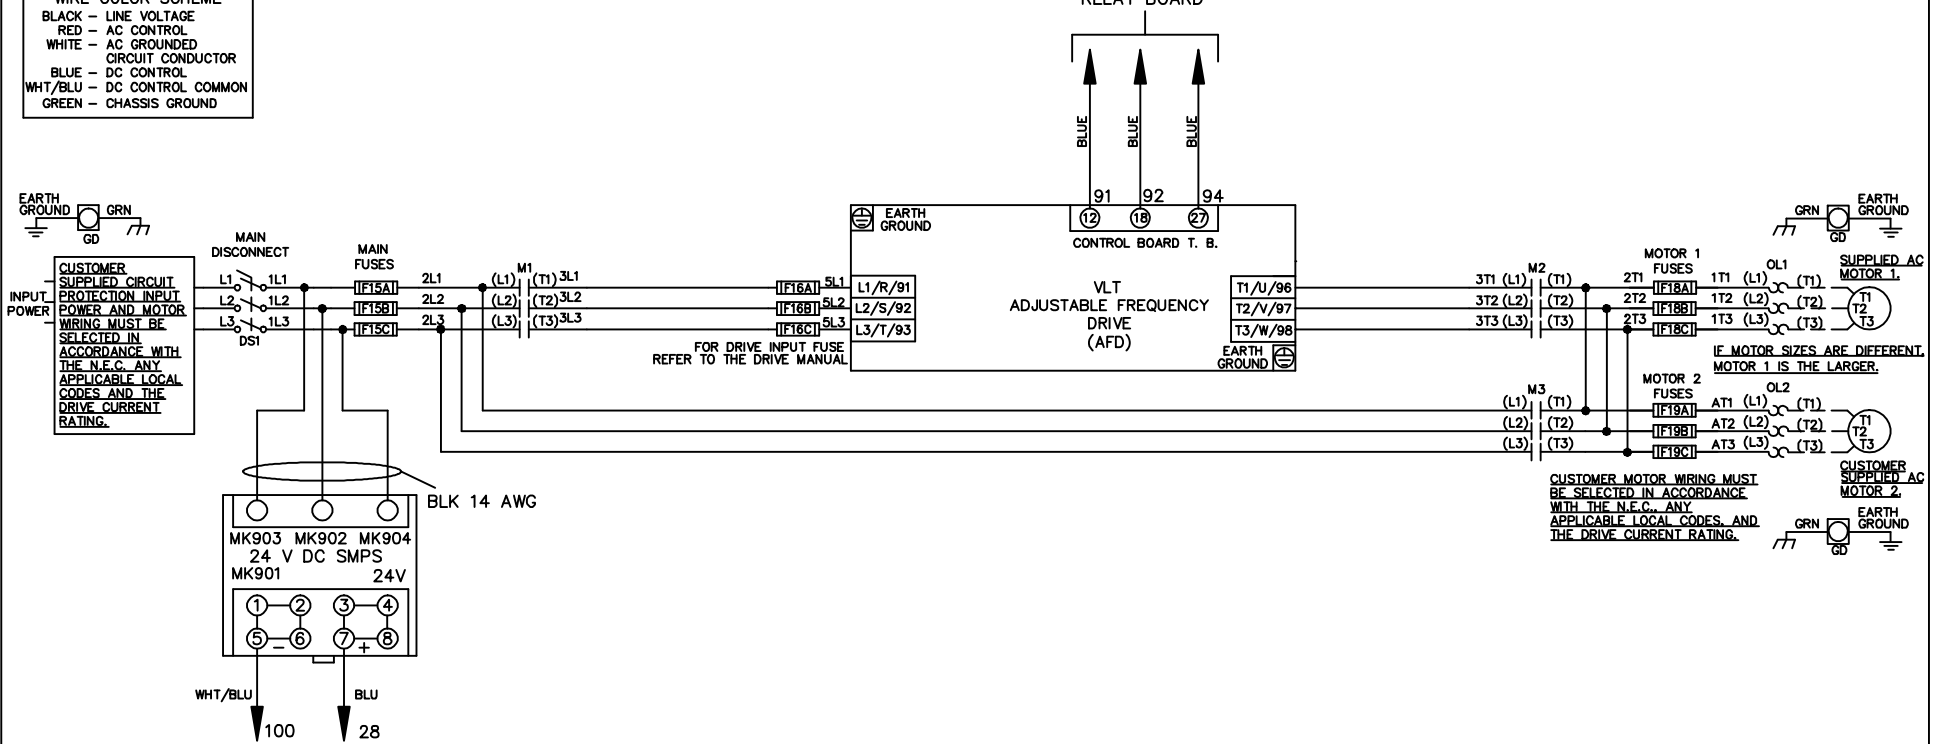 WIRE COLOR SCHEME
BLACK – LINE VOLTAGE
RED – AC CONTROL
WHITE – AC GROUNDED
CIRCUIT CONDUCTOR
BLUE – DC CONTROL
WHT/BLU – DC CONTROL COMMON
GREEN – CHASSIS GROUND
RELAY BOARD
BLUE
BLUE
BLUE
91
92
94
12
18
27
CONTROL BOARD T. B.
EARTH
GROUND
GRN
GD
INPUT
POWER
CUSTOMER
SUPPLIED CIRCUIT
PROTECTION INPUT
POWER AND MOTOR
WIRING MUST BE
SELECTED IN
ACCORDANCE WITH
THE N.E.C. ANY
APPLICABLE LOCAL
CODES AND THE
DRIVE CURRENT
RATING.
MAIN
DISCONNECT
L1 1L1
L2 1L2
L3 1L3
DS1
MAIN
FUSES
F15A
F15B
F15C
2L1
2L2
2L3
M1
(L1) (T1) 3L1
(L2) (T2) 3L2
(L3) (T3) 3L3
F16A 5L1
F16B 5L2
F16C 5L3
FOR DRIVE INPUT FUSE
REFER TO THE DRIVE MANUAL
EARTH
GROUND
L1/R/91
L2/S/92
L3/T/93
VLT
ADJUSTABLE FREQUENCY
DRIVE
(AFD)
T1/U/96
T2/V/97
T3/W/98
EARTH
GROUND
M2
3T1 (L1) (T1)
3T2 (L2) (T2)
3T3 (L3) (T3)
MOTOR 1
FUSES
2T1 F18A 1T1 (L1)
2T2 F18B 1T2 (L2)
2T3 F18C 1T3 (L3)
OL1
(T1)
(T2)
(T3)
T1
T2
T3
GRN
EARTH
GROUND
GD
SUPPLIED AC
MOTOR 1.
IF MOTOR SIZES ARE DIFFERENT,
MOTOR 1 IS THE LARGER.
M3
(L1) (T1)
(L2) (T2)
(L3) (T3)
MOTOR 2
FUSES
F19A AT1 (L1)
F19B AT2 (L2)
F19C AT3 (L3)
OL2
(T1)
(T2)
(T3)
T1
T2
T3
CUSTOMER
SUPPLIED AC
MOTOR 2.
CUSTOMER MOTOR WIRING MUST
BE SELECTED IN ACCORDANCE
WITH THE N.E.C., ANY
APPLICABLE LOCAL CODES, AND
THE DRIVE CURRENT RATING.
GRN
EARTH
GROUND
GD
BLK 14 AWG
MK903 MK902 MK904
24 V DC SMPS
MK901 24V
1 2 3 4
5 6 7 8
– +
WHT/BLU
BLU
100
28